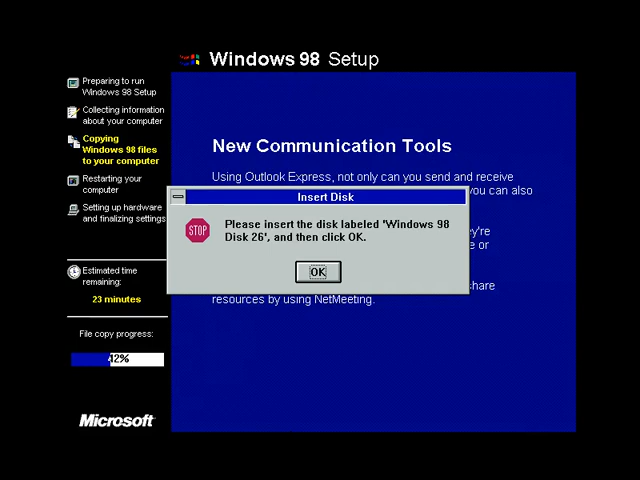 Windows 98 Setup
Preparing to run
Windows 98 Setup
Collecting information
about your computer
Copying
Windows 98 files
to your computer
Restarting your
computer
Setting up hardware
and finalizing settings
Estimated time
remaining:
23 minutes
File copy progress:
42%
Microsoft
New Communication Tools
Using Outlook Express, not only can you send and receive
you can also
Insert Disk
STOP
Please insert the disk labeled 'Windows 98
Disk 26', and then click OK.
OK
or
share
resources by using NetMeeting.